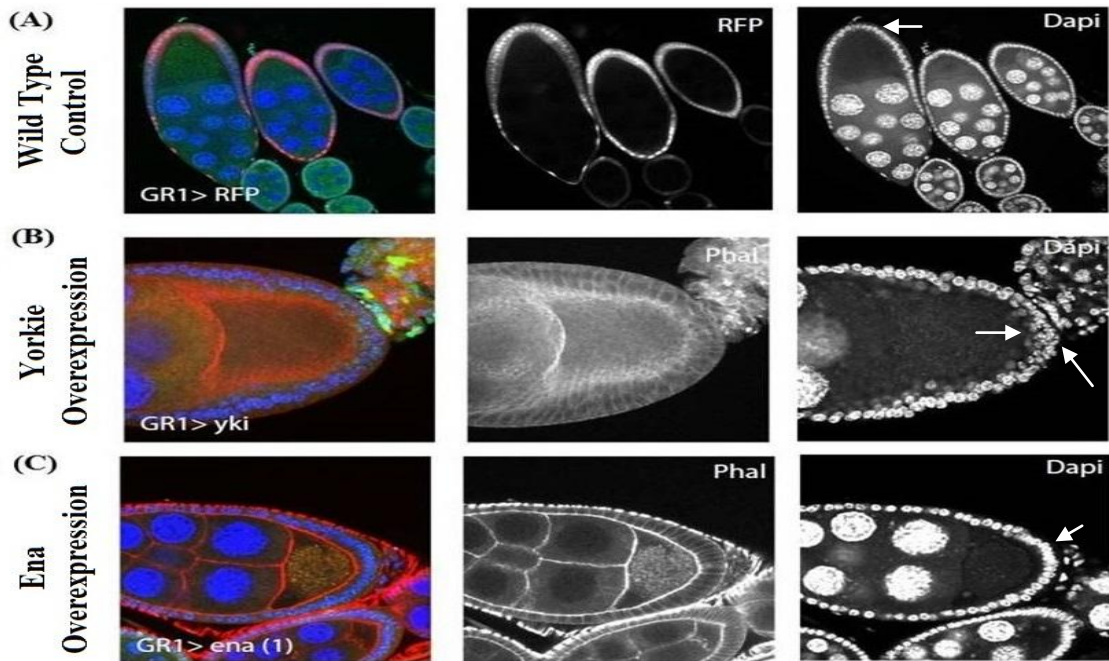 (A)
Wild Type
Control
GR1> RFP
RFP
Dapi
(B)
Yorkie
Overexpression
GR1> yki
Phal
Dapi
(C)
Ena
Overexpression
GR1> ena (1)
Phal
Dapi